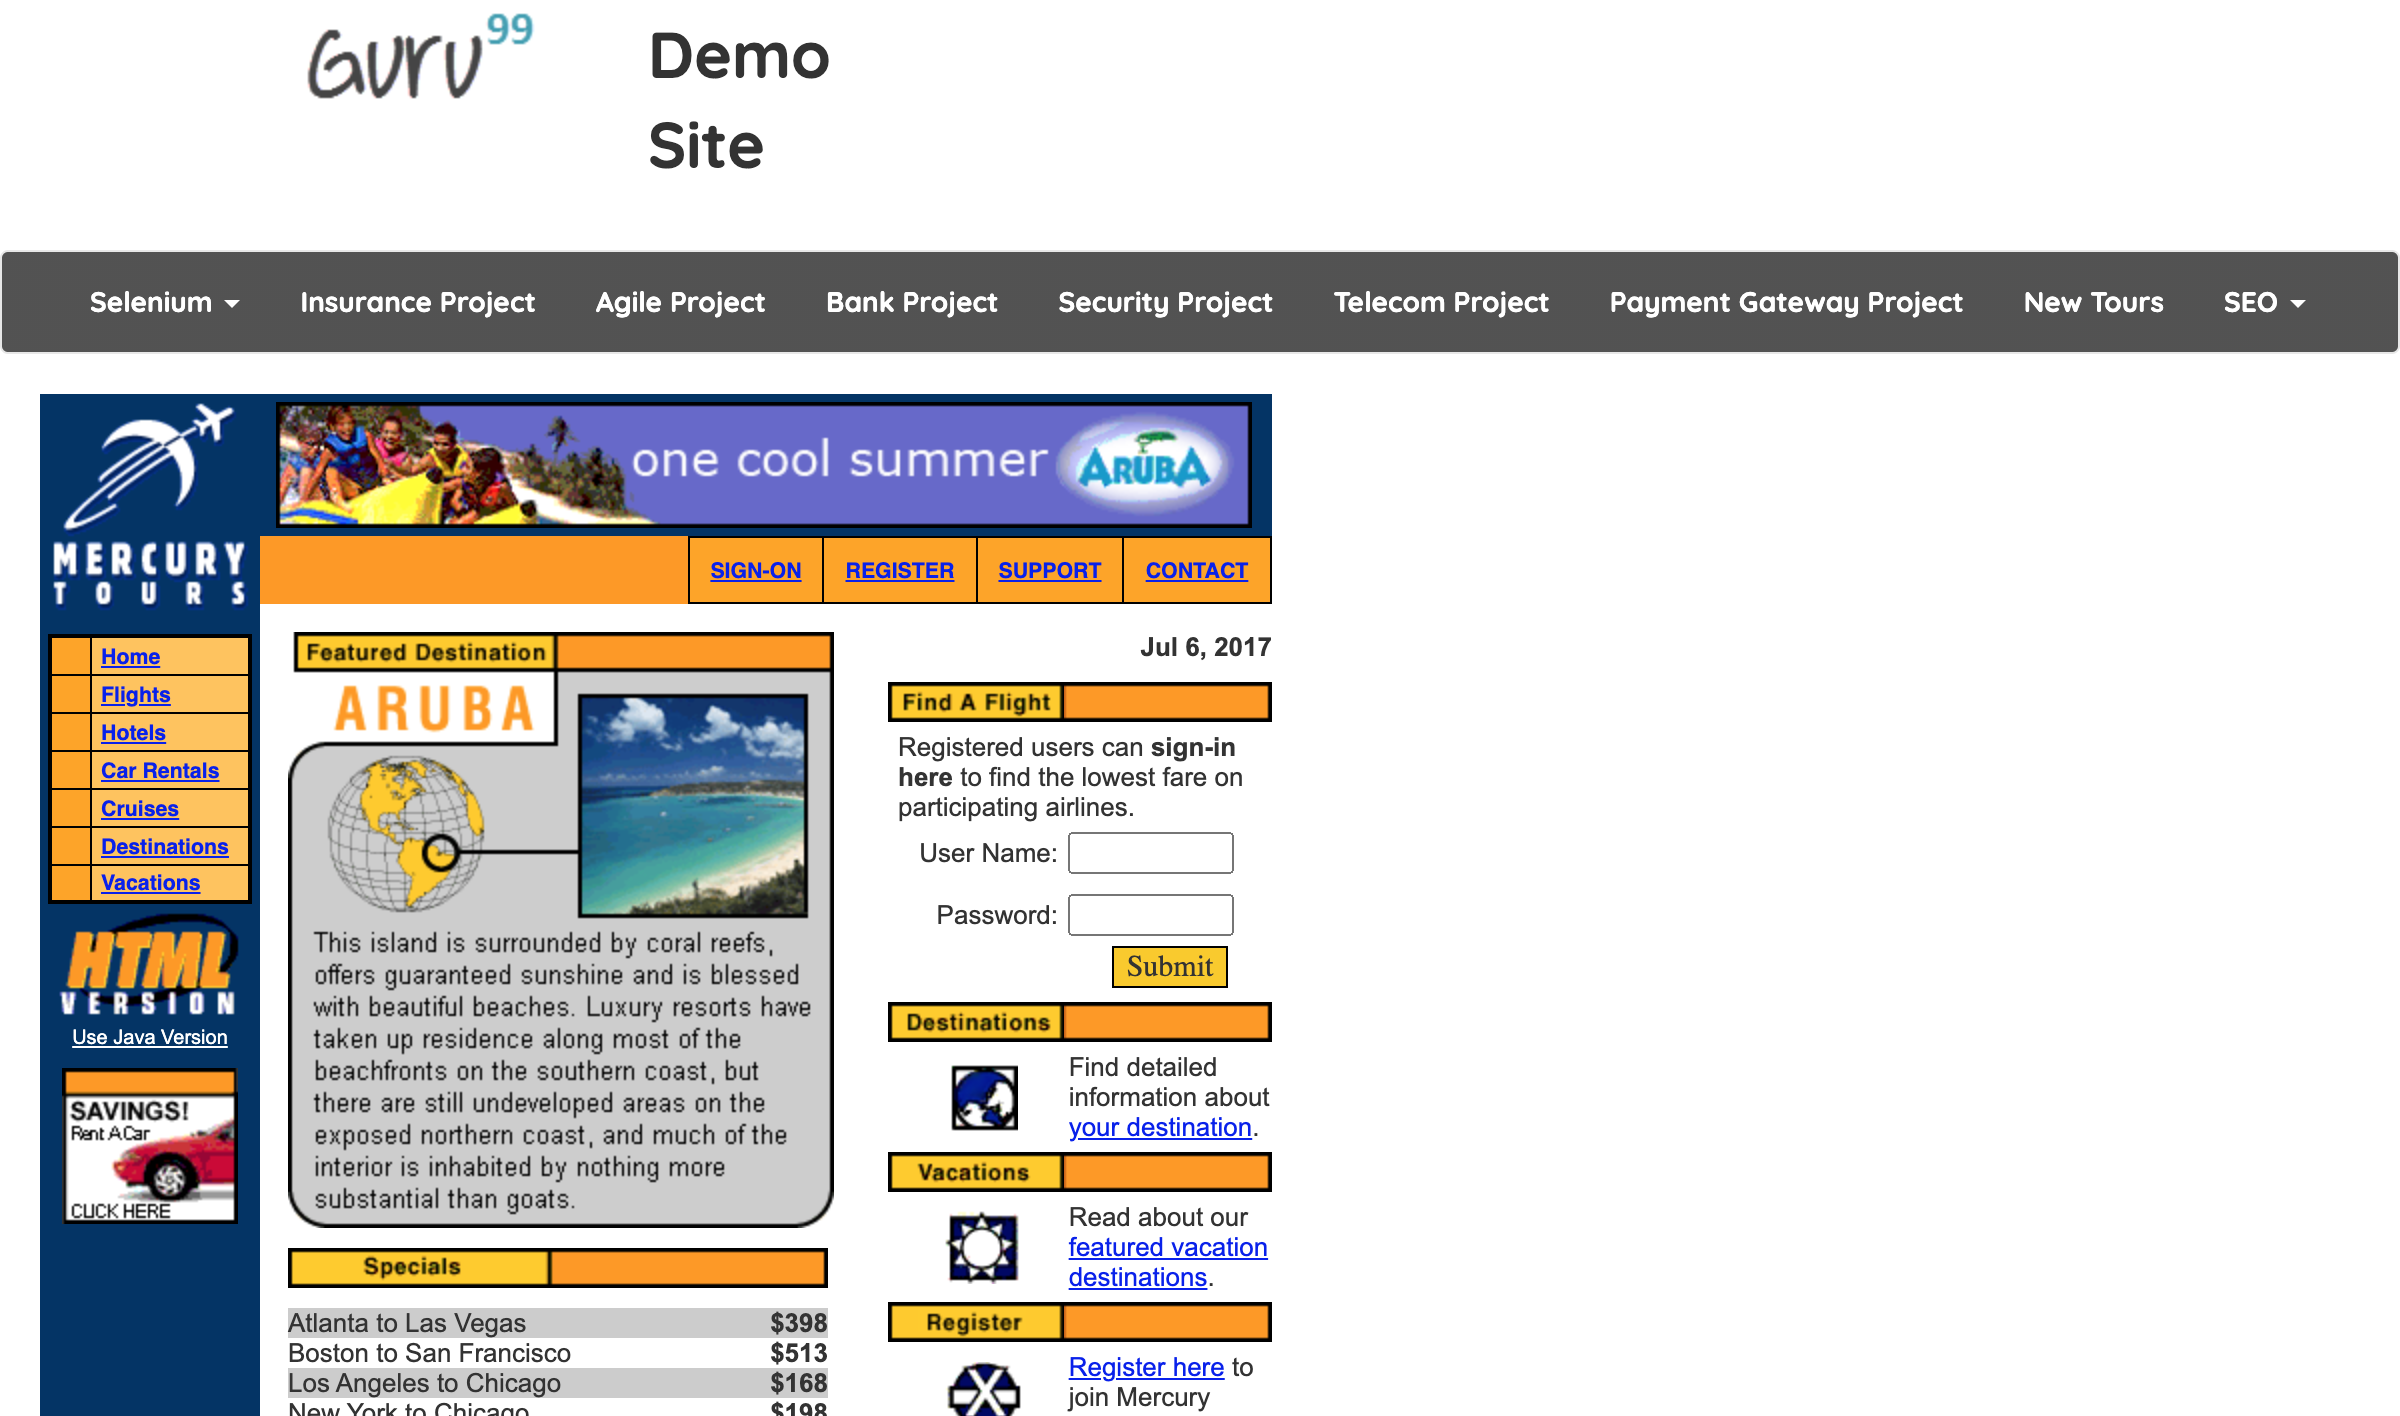 Guru99
Demo
Site
Selenium
Insurance Project
Agile Project
Bank Project
Security Project
Telecom Project
Payment Gateway Project
New Tours
SEO
MERCURY
TOURS
one cool summer ARUBA
SIGN-ON
REGISTER
SUPPORT
CONTACT
Home
Flights
Hotels
Car Rentals
Cruises
Destinations
Vacations
HTML
VERSION
Use Java Version
SAVINGS!
Rent A Car
CLICK HERE
Featured Destination
ARUBA
This island is surrounded by coral reefs,
offers guaranteed sunshine and is blessed
with beautiful beaches. Luxury resorts have
taken up residence along most of the
beachfronts on the southern coast, but
there are still undeveloped areas on the
exposed northern coast, and much of the
interior is inhabited by nothing more
substantial than goats.
Specials
Atlanta to Las Vegas $398
Boston to San Francisco $513
Los Angeles to Chicago $168
New York to Chicago $198
Jul 6, 2017
Find A Flight
Registered users can sign-in
here to find the lowest fare on
participating airlines.
User Name:
Password:
Submit
Destinations
Find detailed
information about
your destination.
Vacations
Read about our
featured vacation
destinations.
Register
Register here to
join Mercury